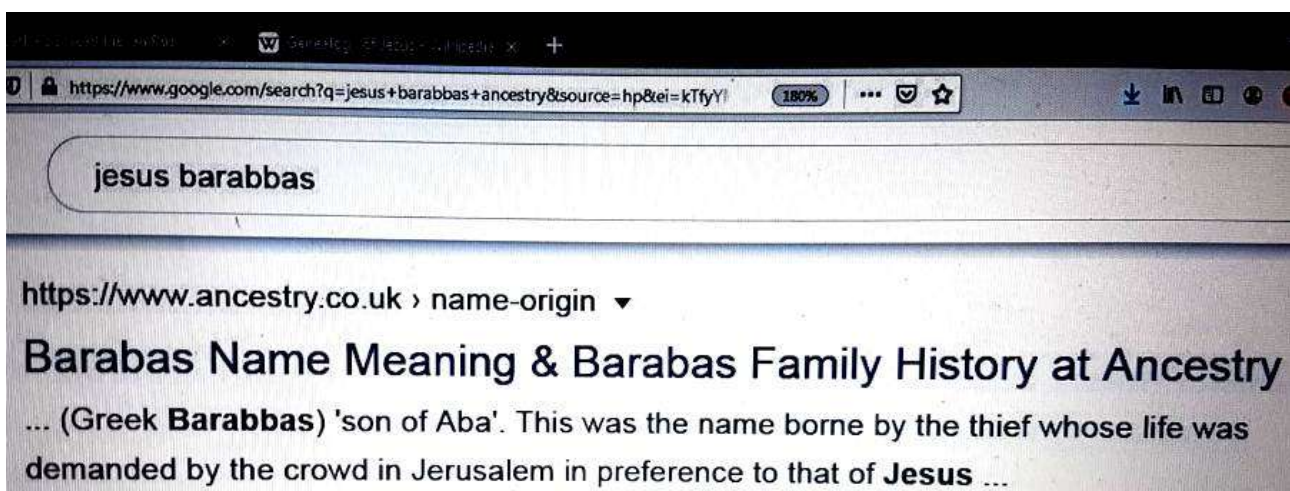 https://www.google.com/search?q=jesus+barabbas+ancestry&source=hp&ei=kTfyY
180%
jesus barabbas
https://www.ancestry.co.uk › name-origin
Barabas Name Meaning & Barabas Family History at Ancestry
... (Greek Barabbas) 'son of Aba'. This was the name borne by the thief whose life was
demanded by the crowd in Jerusalem in preference to that of Jesus ...